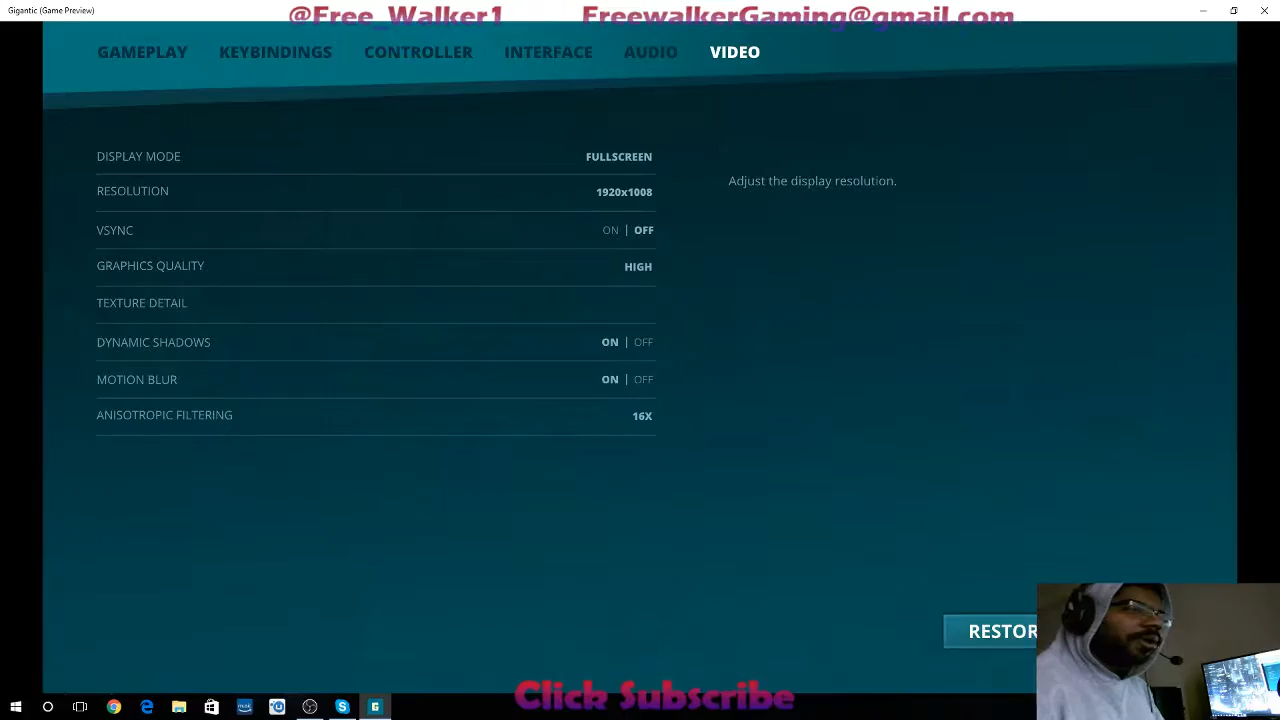 Gigantic (Game Preview)
@Free_Walker1 FreewalkerGaming@gmail.com
GAMEPLAY KEYBINDINGS CONTROLLER INTERFACE AUDIO VIDEO
DISPLAY MODE FULLSCREEN
Adjust the display resolution.
RESOLUTION 1920x1008
VSYNC ON | OFF
GRAPHICS QUALITY HIGH
TEXTURE DETAIL
DYNAMIC SHADOWS ON | OFF
MOTION BLUR ON | OFF
ANISOTROPIC FILTERING 16X
RESTOR
Click Subscribe